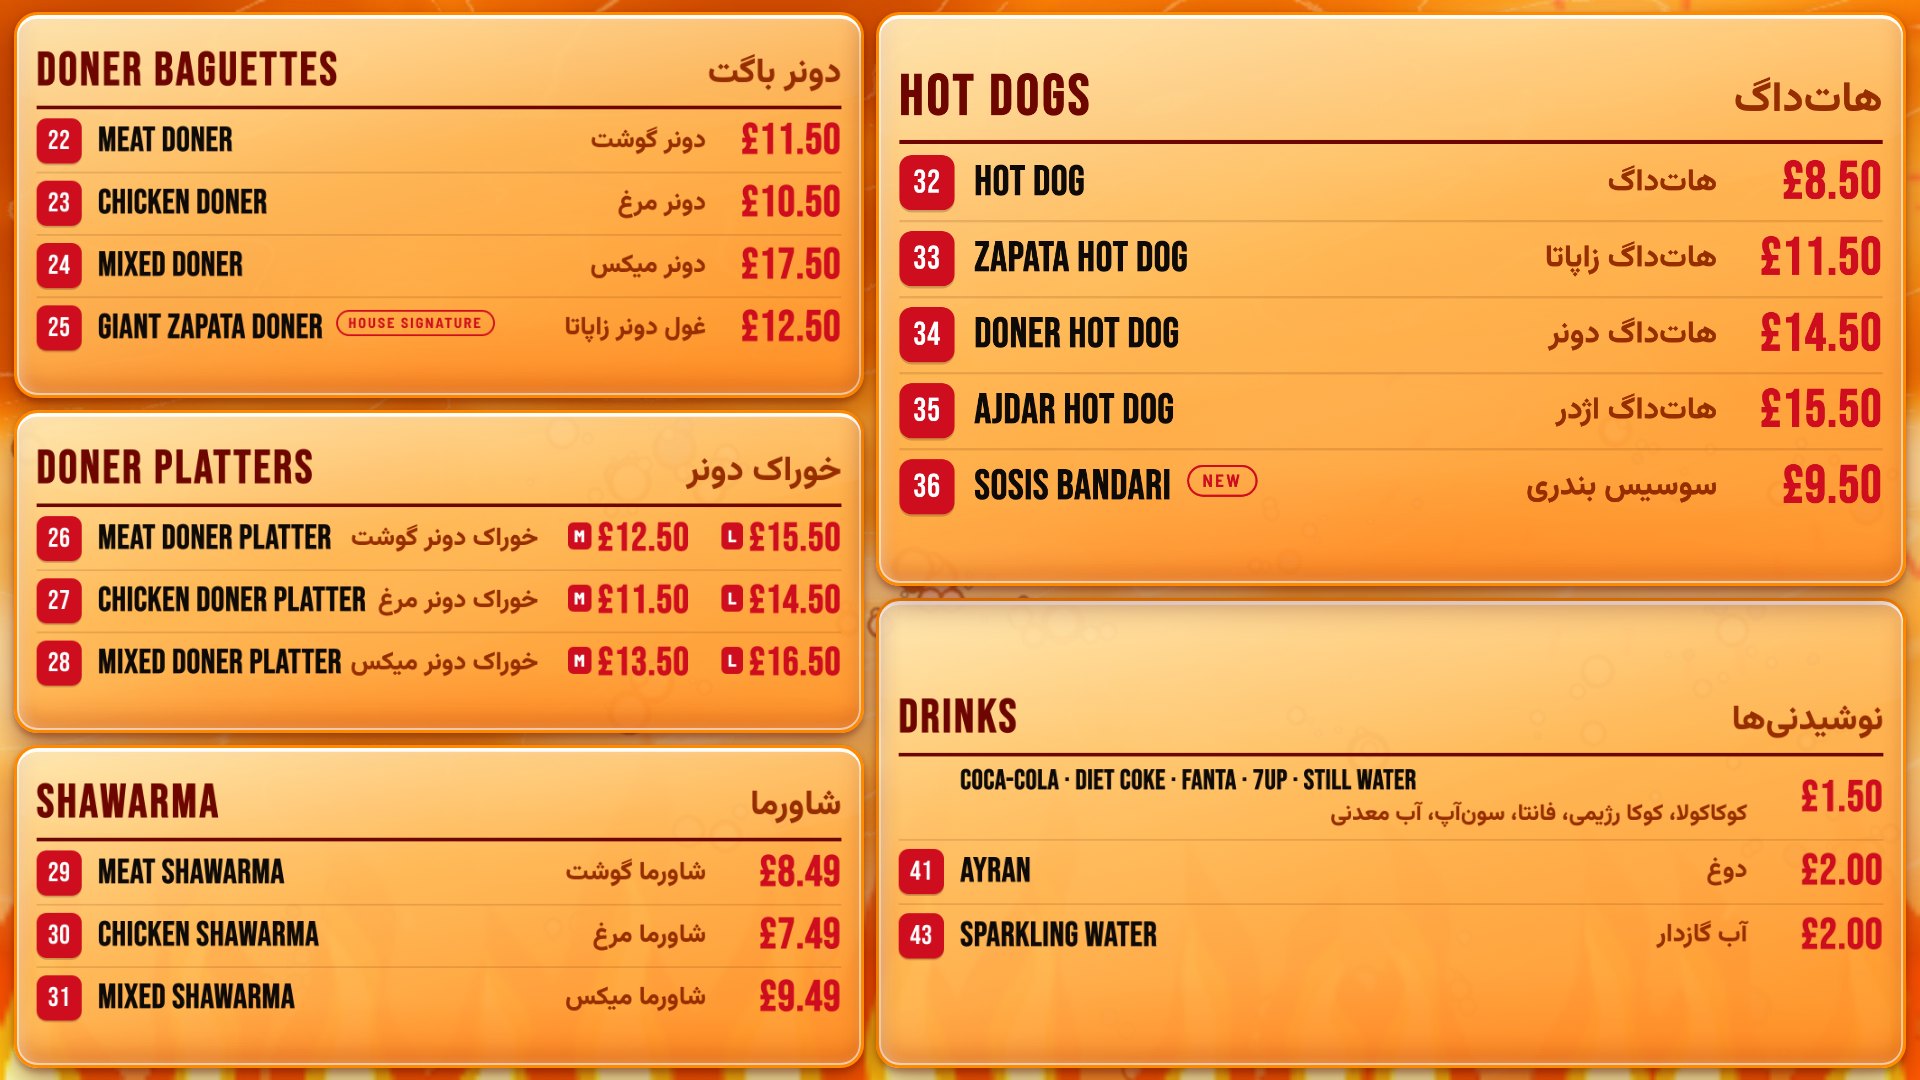 DONER BAGUETTES دونر باگت
22 MEAT DONER دونر گوشت £11.50
23 CHICKEN DONER دونر مرغ £10.50
24 MIXED DONER دونر میکس £17.50
25 GIANT ZAPATA DONER HOUSE SIGNATURE غول دونر زاپاتا £12.50
DONER PLATTERS خوراک دونر
26 MEAT DONER PLATTER خوراک دونر گوشت M £12.50 L £15.50
27 CHICKEN DONER PLATTER خوراک دونر مرغ M £11.50 L £14.50
28 MIXED DONER PLATTER خوراک دونر میکس M £13.50 L £16.50
SHAWARMA شاورما
29 MEAT SHAWARMA شاورما گوشت £8.49
30 CHICKEN SHAWARMA شاورما مرغ £7.49
31 MIXED SHAWARMA شاورما میکس £9.49
HOT DOGS هات‌داگ
32 HOT DOG هات‌داگ £8.50
33 ZAPATA HOT DOG هات‌داگ زاپاتا £11.50
34 DONER HOT DOG هات‌داگ دونر £14.50
35 AJDAR HOT DOG هات‌داگ اژدر £15.50
36 SOSIS BANDARI NEW سوسیس بندری £9.50
DRINKS نوشیدنی‌ها
COCA-COLA · DIET COKE · FANTA · 7UP · STILL WATER £1.50
کوکاکولا، کوکا رژیمی، فانتا، سون‌آپ، آب معدنی
41 AYRAN دوغ £2.00
43 SPARKLING WATER آب گازدار £2.00